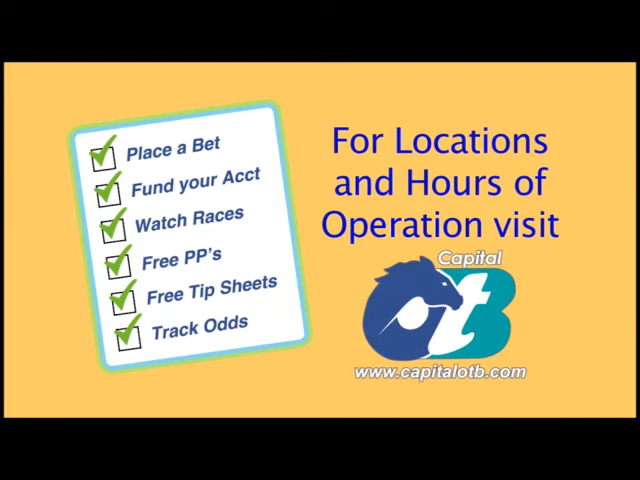 Place a Bet
Fund your Acct
Watch Races
Free PP's
Free Tip Sheets
Track Odds
For Locations
and Hours of
Operation visit
Capital
otb
www.capitalotb.com